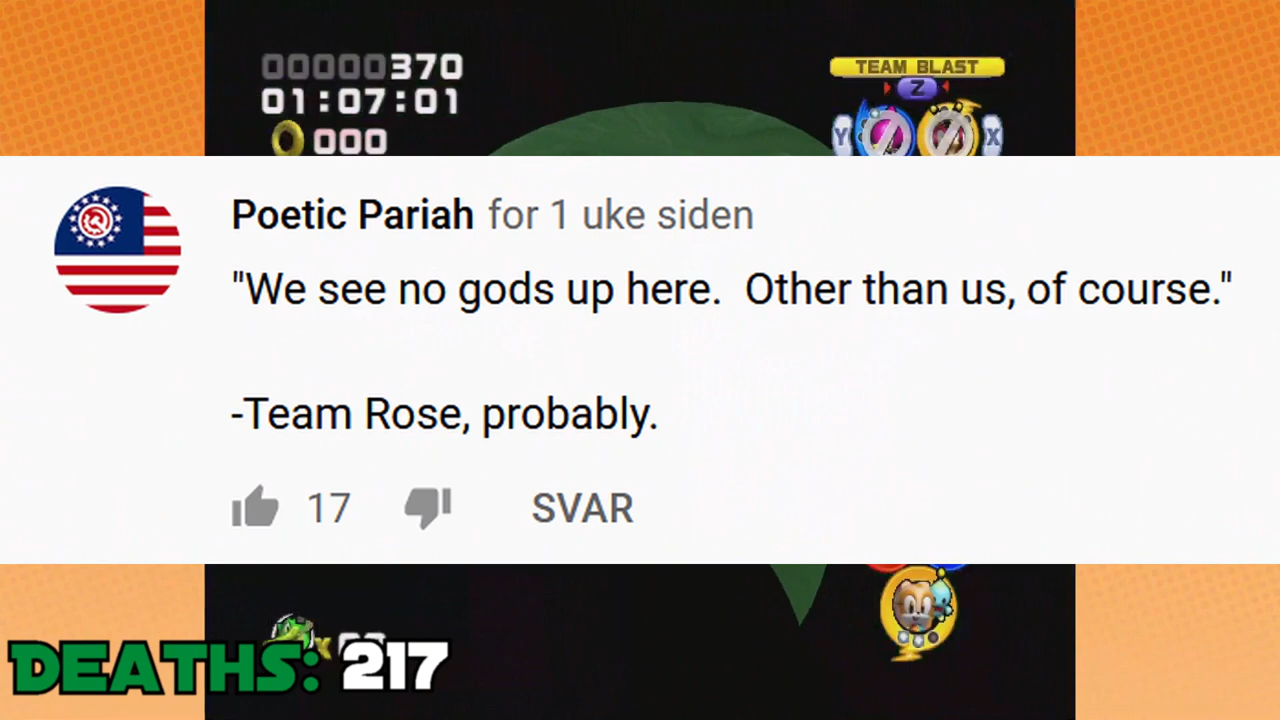 00000370
TEAM BLAST
01:07:01
Z
000
Y
X
Poetic Pariah for 1 uke siden
"We see no gods up here.  Other than us, of course."
-Team Rose, probably.
17
SVAR
DEATHS: 217